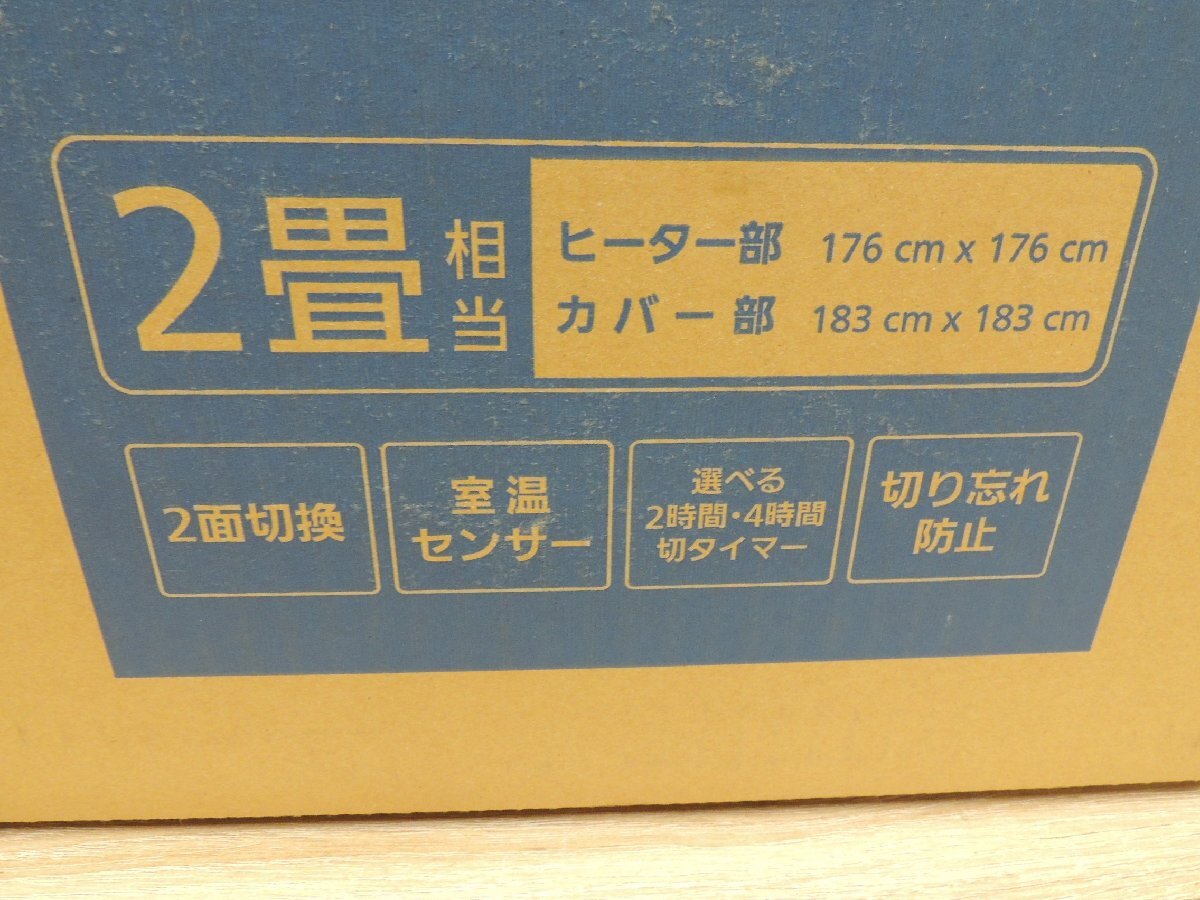 2畳相当
ヒーター部 176 cm x 176 cm
カバー部 183 cm x 183 cm
2面切換
室温
センサー
選べる
2時間・4時間
切タイマー
切り忘れ
防止